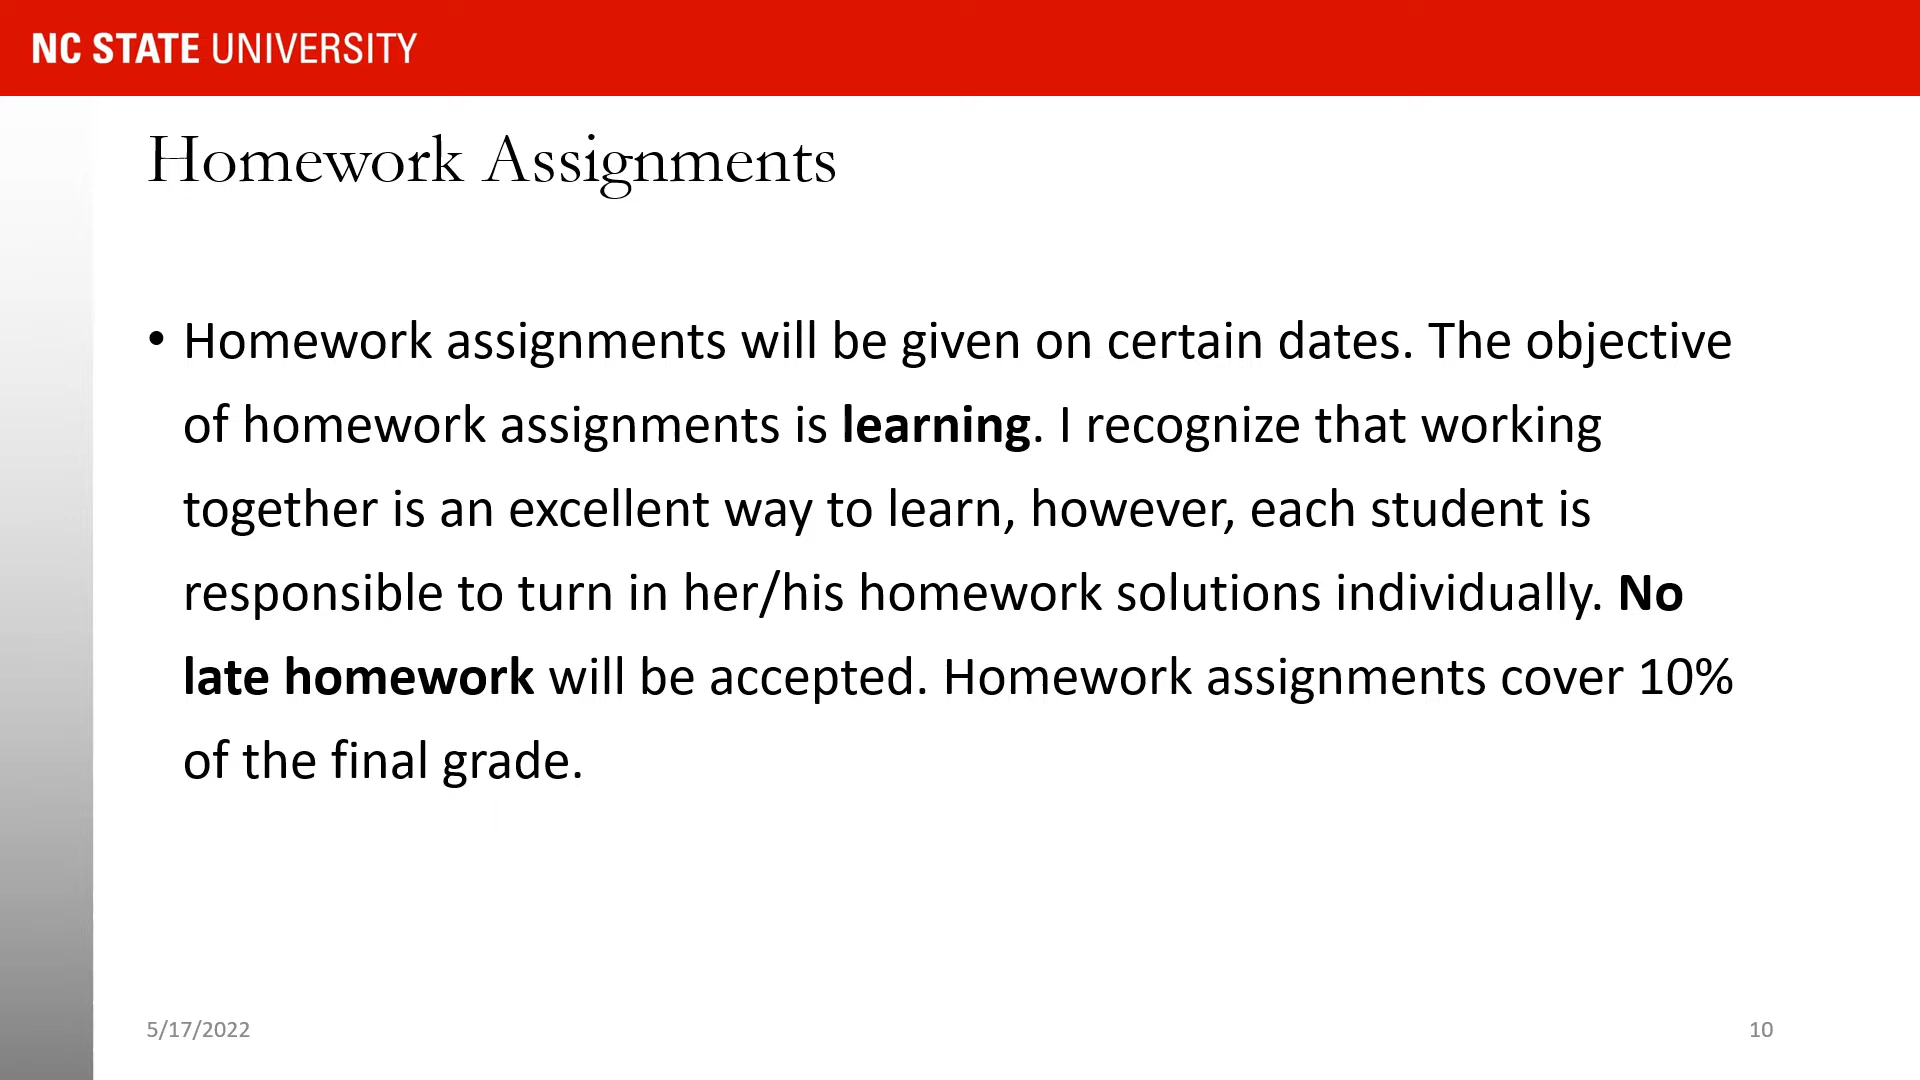 NC STATE UNIVERSITY
Homework Assignments
• Homework assignments will be given on certain dates. The objective
of homework assignments is learning. I recognize that working
together is an excellent way to learn, however, each student is
responsible to turn in her/his homework solutions individually. No
late homework will be accepted. Homework assignments cover 10%
of the final grade.
5/17/2022
10